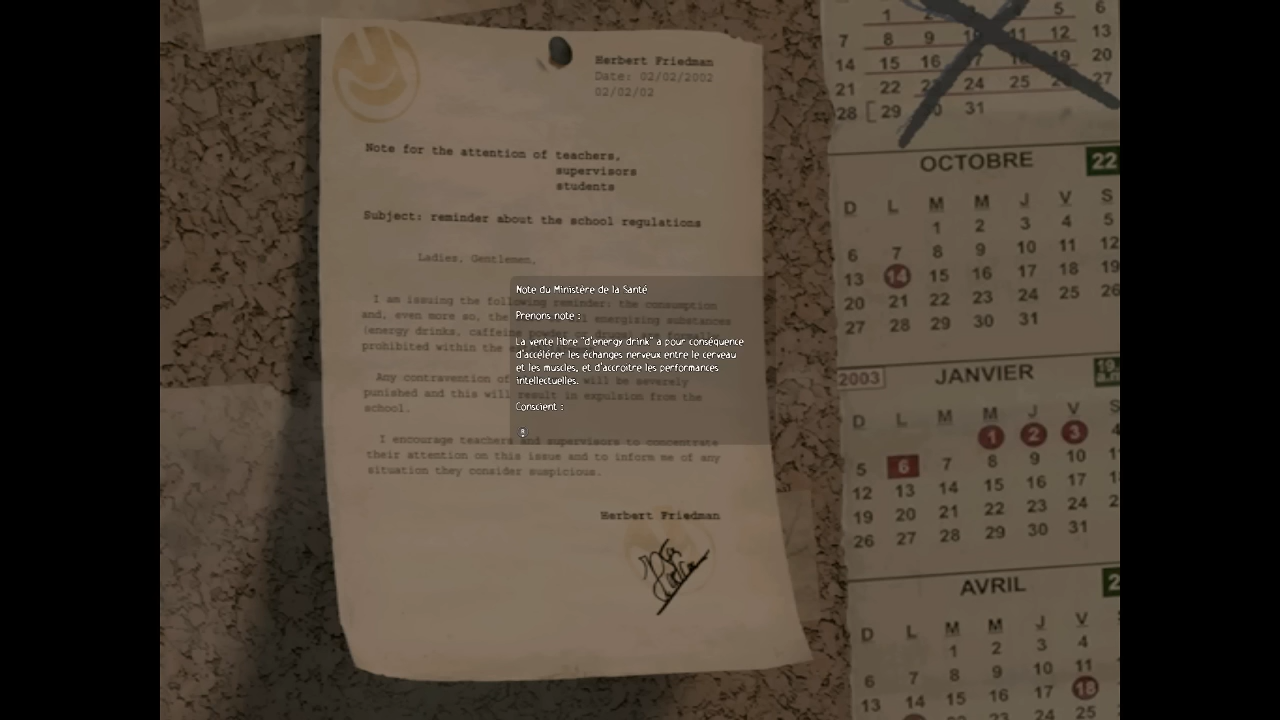 Herbert Friedman
Date: 02/02/2002
02/02/02
Note for the attention of teachers,
supervisors
students
Subject: reminder about the school regulations
Ladies, Gentlemen,
I am issuing the following reminder: the consumption
and, even more so, the energizing substances
(energy drinks, caffeine powder or drugs) are formally
prohibited within the
Any contravention of will be severely
punished and this will result in expulsion from the
school.
I encourage teachers and supervisors to concentrate
their attention on this issue and to inform me of any
situation they consider suspicious.
Herbert Friedman
Note du Ministère de la Santé
Prenons note :
La vente libre "d'energy drink" a pour conséquence
d'accélérer les échanges nerveux entre le cerveau
et les muscles, et d'accroître les performances
intellectuelles.
Conscient :
1 5 6
7 8 9 10 11 12 13
14 15 16 17 18 19 20
21 22 23 24 25 27
28 29 30 31
OCTOBRE 22
D L M M J V S
1 2 3 4 5
6 7 8 9 10 11 12
13 14 15 16 17 18 19
20 21 22 23 24 25 26
27 28 29 30 31
2003 JANVIER
D L M M J V S
1 2 3 4
5 6 7 8 9 10
12 13 14 15 16 17
19 20 21 22 23 24
26 27 28 29 30 31
AVRIL
D L M M J V
1 2 3 4
6 7 8 9 10 11
13 14 15 16 17 18
23 24 25